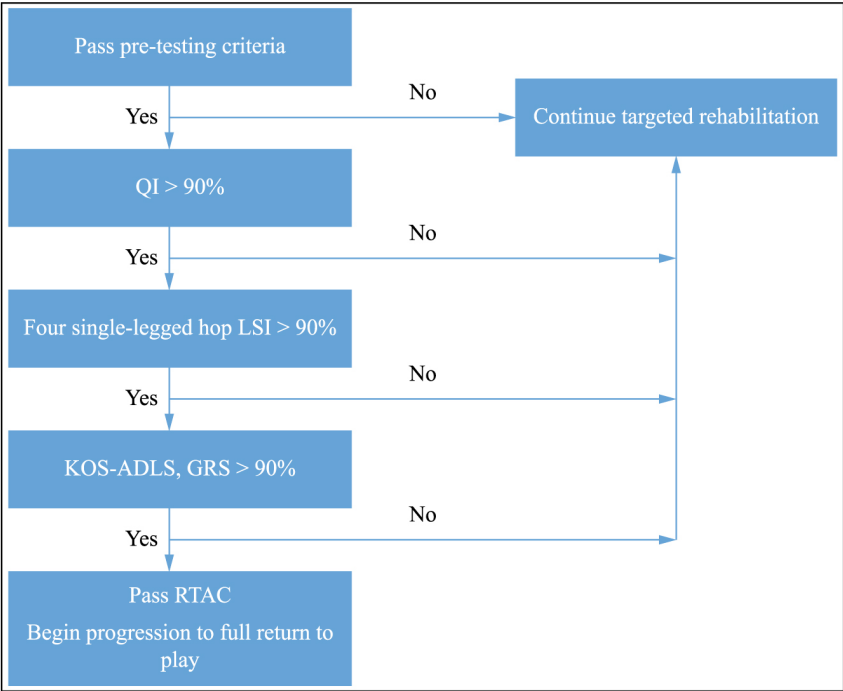 Pass pre-testing criteria
No
Yes
Continue targeted rehabilitation
QI > 90%
No
Yes
Four single-legged hop LSI > 90%
No
Yes
KOS-ADLS, GRS > 90%
No
Yes
Pass RTAC
Begin progression to full return to
play